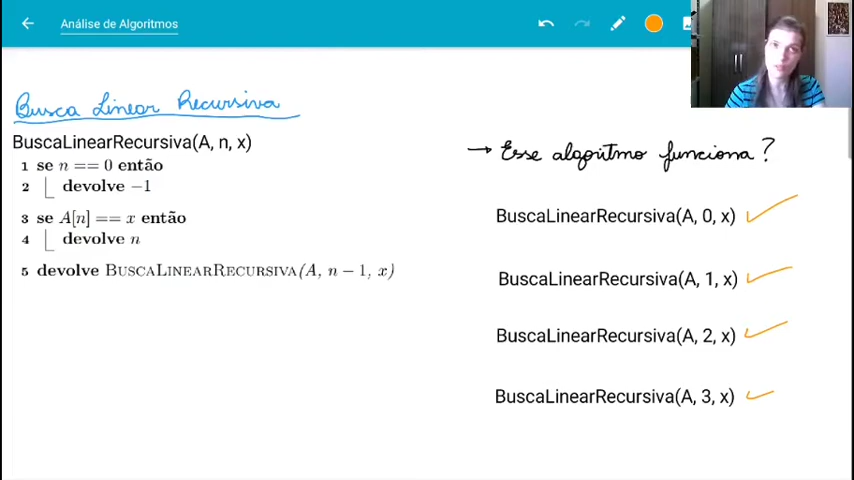 Análise de Algoritmos
Busca Linear Recursiva
BuscaLinearRecursiva(A, n, x)
1 se n == 0 então
2 devolve −1
3 se A[n] == x então
4 devolve n
5 devolve BUSCALINEARRECURSIVA(A, n − 1, x)
→ Esse algoritmo funciona?
BuscaLinearRecursiva(A, 0, x)
BuscaLinearRecursiva(A, 1, x)
BuscaLinearRecursiva(A, 2, x)
BuscaLinearRecursiva(A, 3, x)